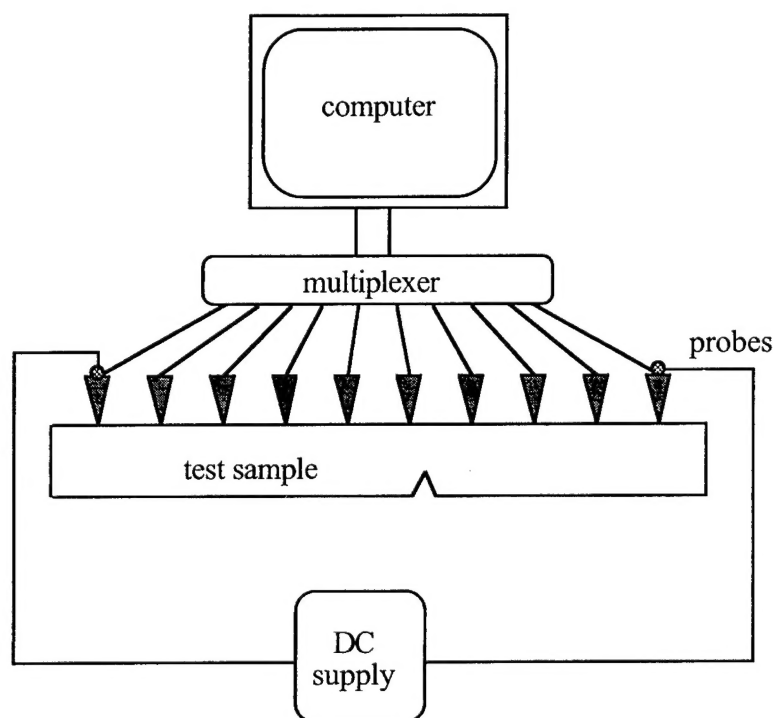 computer
multiplexer
probes
test sample
DC
supply